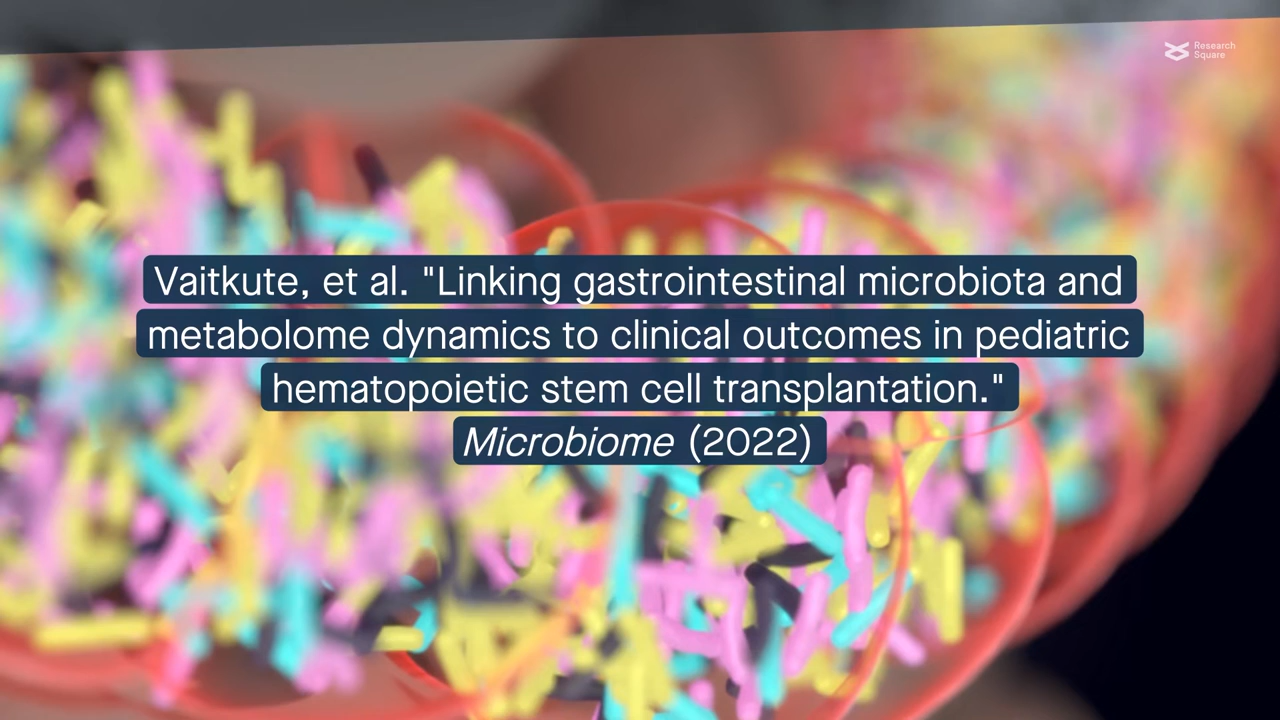 Research
Square
Vaitkute, et al. "Linking gastrointestinal microbiota and
metabolome dynamics to clinical outcomes in pediatric
hematopoietic stem cell transplantation."
Microbiome (2022)